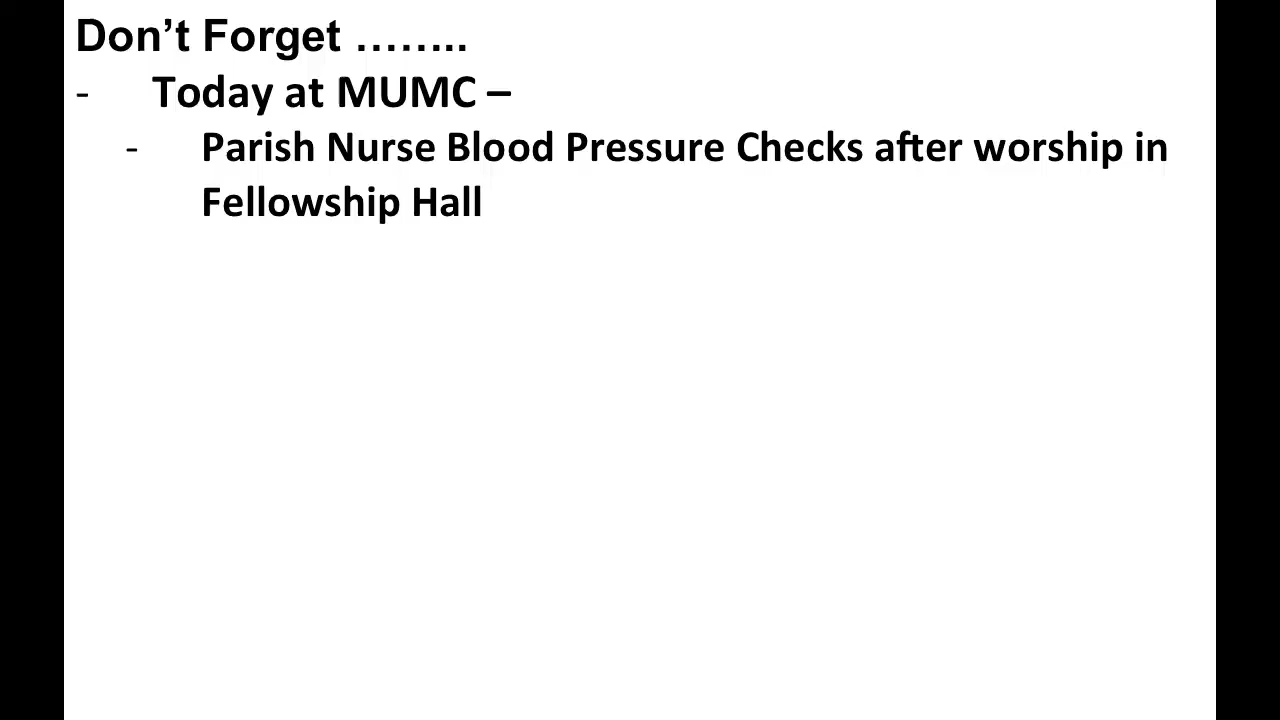 Don’t Forget ……..
- Today at MUMC –
- Parish Nurse Blood Pressure Checks after worship in
Fellowship Hall